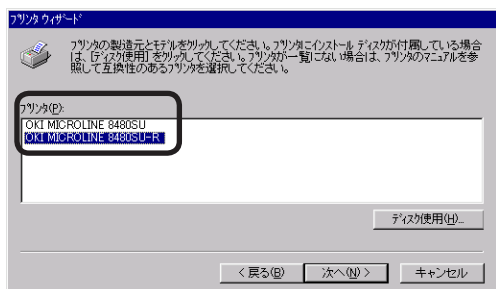 プリンタ ウィザード
プリンタの製造元とモデルをクリックしてください。プリンタにインストール ディスクが付属している場合
は、[ディスク使用] をクリックしてください。プリンタが一覧にない場合は、プリンタのマニュアルを参
照して互換性のあるプリンタを選択してください。
プリンタ(P):
OKI MICROLINE 8480SU
OKI MICROLINE 8480SU-R
ディスク使用(H)...
< 戻る(B)
次へ(N) >
キャンセル